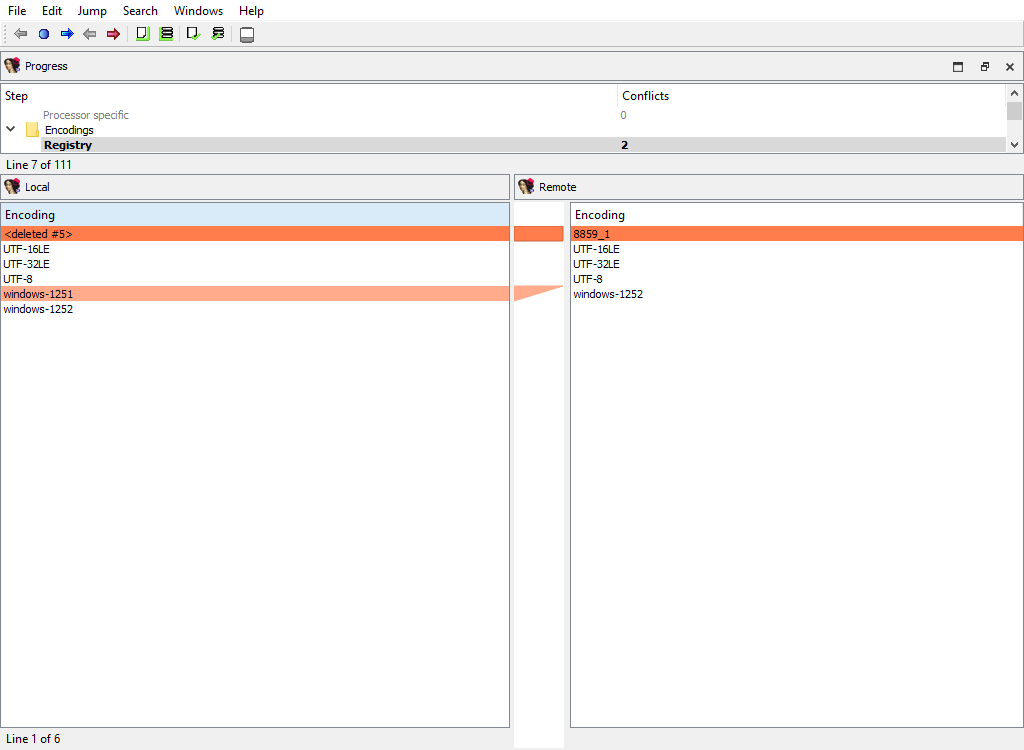 File Edit Jump Search Windows Help
Progress
Step Conflicts
Processor specific 0
Encodings
Registry 2
Line 7 of 111
Local Remote
Encoding Encoding
<deleted #5> 8859_1
UTF-16LE UTF-16LE
UTF-32LE UTF-32LE
UTF-8 UTF-8
windows-1251 windows-1252
windows-1252
Line 1 of 6